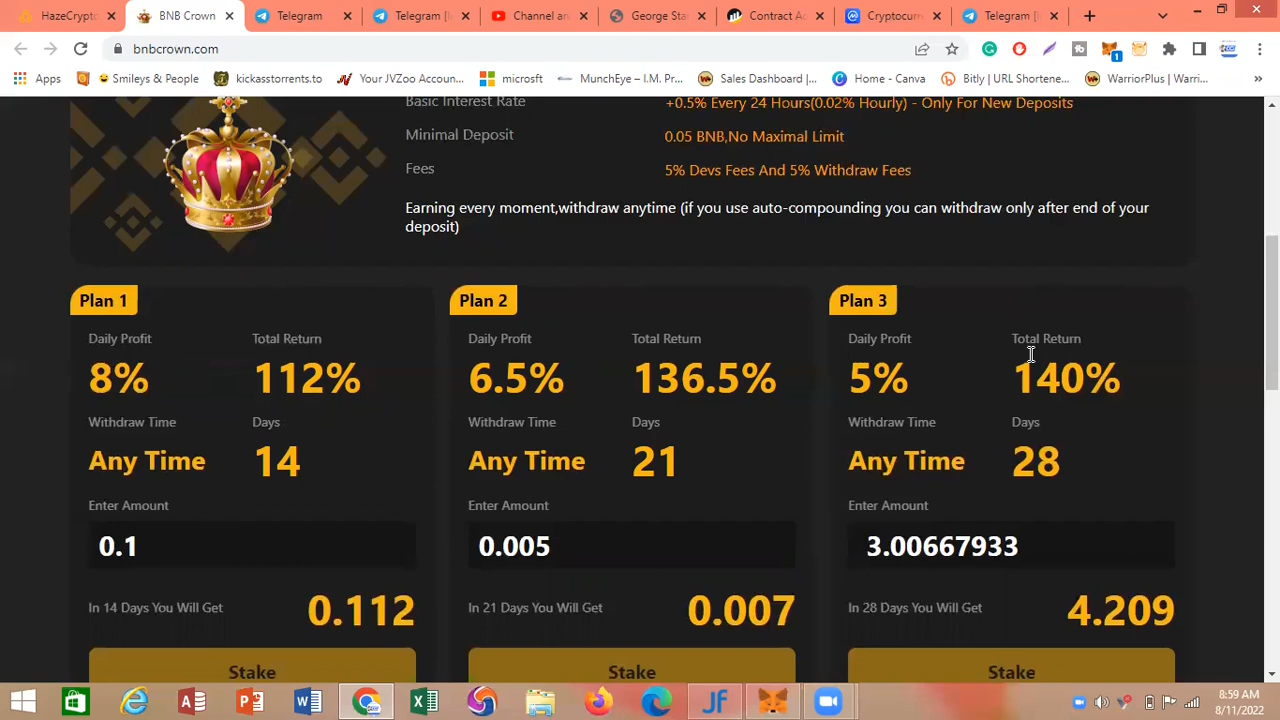 HazeCrypto
BNB Crown
Telegram
Telegram
Channel an
George Sta
Contract A
Cryptocurr
Telegram
bnbcrown.com
Apps
Smileys & People
kickasstorrents.to
Your JVZoo Accoun...
microsft
MunchEye – I.M. Pr...
Sales Dashboard |...
Home - Canva
Bitly | URL Shortene...
WarriorPlus | Warri...
Basic Interest Rate
+0.5% Every 24 Hours(0.02% Hourly) - Only For New Deposits
Minimal Deposit
0.05 BNB,No Maximal Limit
Fees
5% Devs Fees And 5% Withdraw Fees
Earning every moment,withdraw anytime (if you use auto-compounding you can withdraw only after end of your
deposit)
Plan 1
Daily Profit
Total Return
8%
112%
Withdraw Time
Days
Any Time
14
Enter Amount
0.1
In 14 Days You Will Get
0.112
Stake
Plan 2
Daily Profit
Total Return
6.5%
136.5%
Withdraw Time
Days
Any Time
21
Enter Amount
0.005
In 21 Days You Will Get
0.007
Stake
Plan 3
Daily Profit
Total Return
5%
140%
Withdraw Time
Days
Any Time
28
Enter Amount
3.00667933
In 28 Days You Will Get
4.209
Stake
8:59 AM
8/11/2022